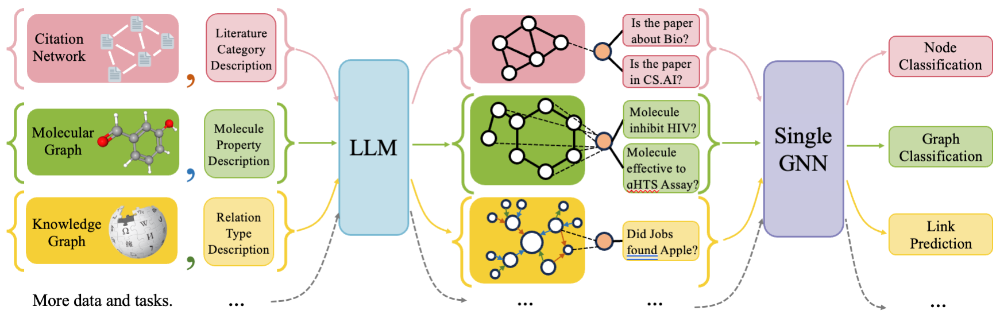 Citation
Network
,
Literature
Category
Description
Is the paper
about Bio?
Is the paper
in CS.AI?
Node
Classification
Molecular
Graph
,
Molecule
Property
Description
LLM
Molecule
inhibit HIV?
Molecule
effective to
qHTS Assay?
Single
GNN
Graph
Classification
Knowledge
Graph
Ω
W
И
維
,
Relation
Type
Description
Did Jobs
found Apple?
Link
Prediction
More data and tasks.
...
...
...
...